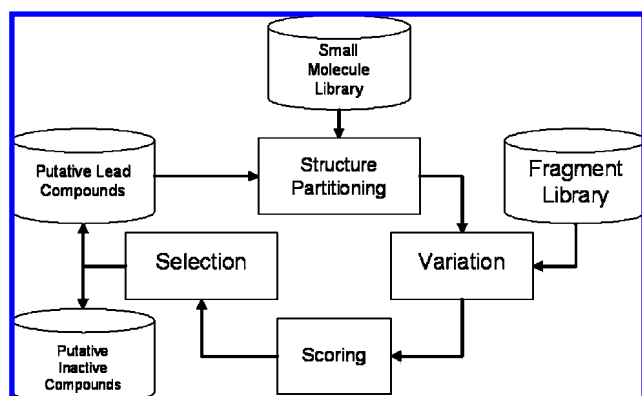 Small
Molecule
Library
Putative Lead
Compounds
Structure
Partitioning
Fragment
Library
Selection
Variation
Scoring
Putative
Inactive
Compounds